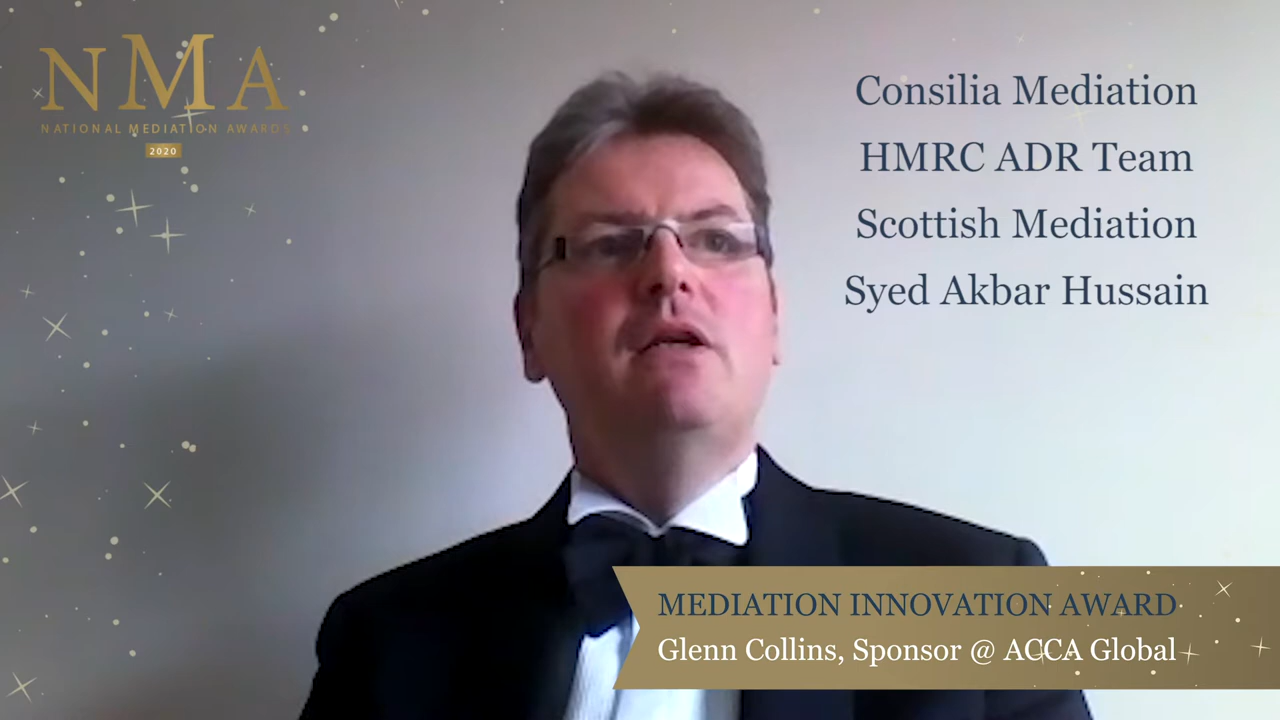 NMA
NATIONAL MEDIATION AWARDS
2020
Consilia Mediation
HMRC ADR Team
Scottish Mediation
Syed Akbar Hussain
MEDIATION INNOVATION AWARD
Glenn Collins, Sponsor @ ACCA Global